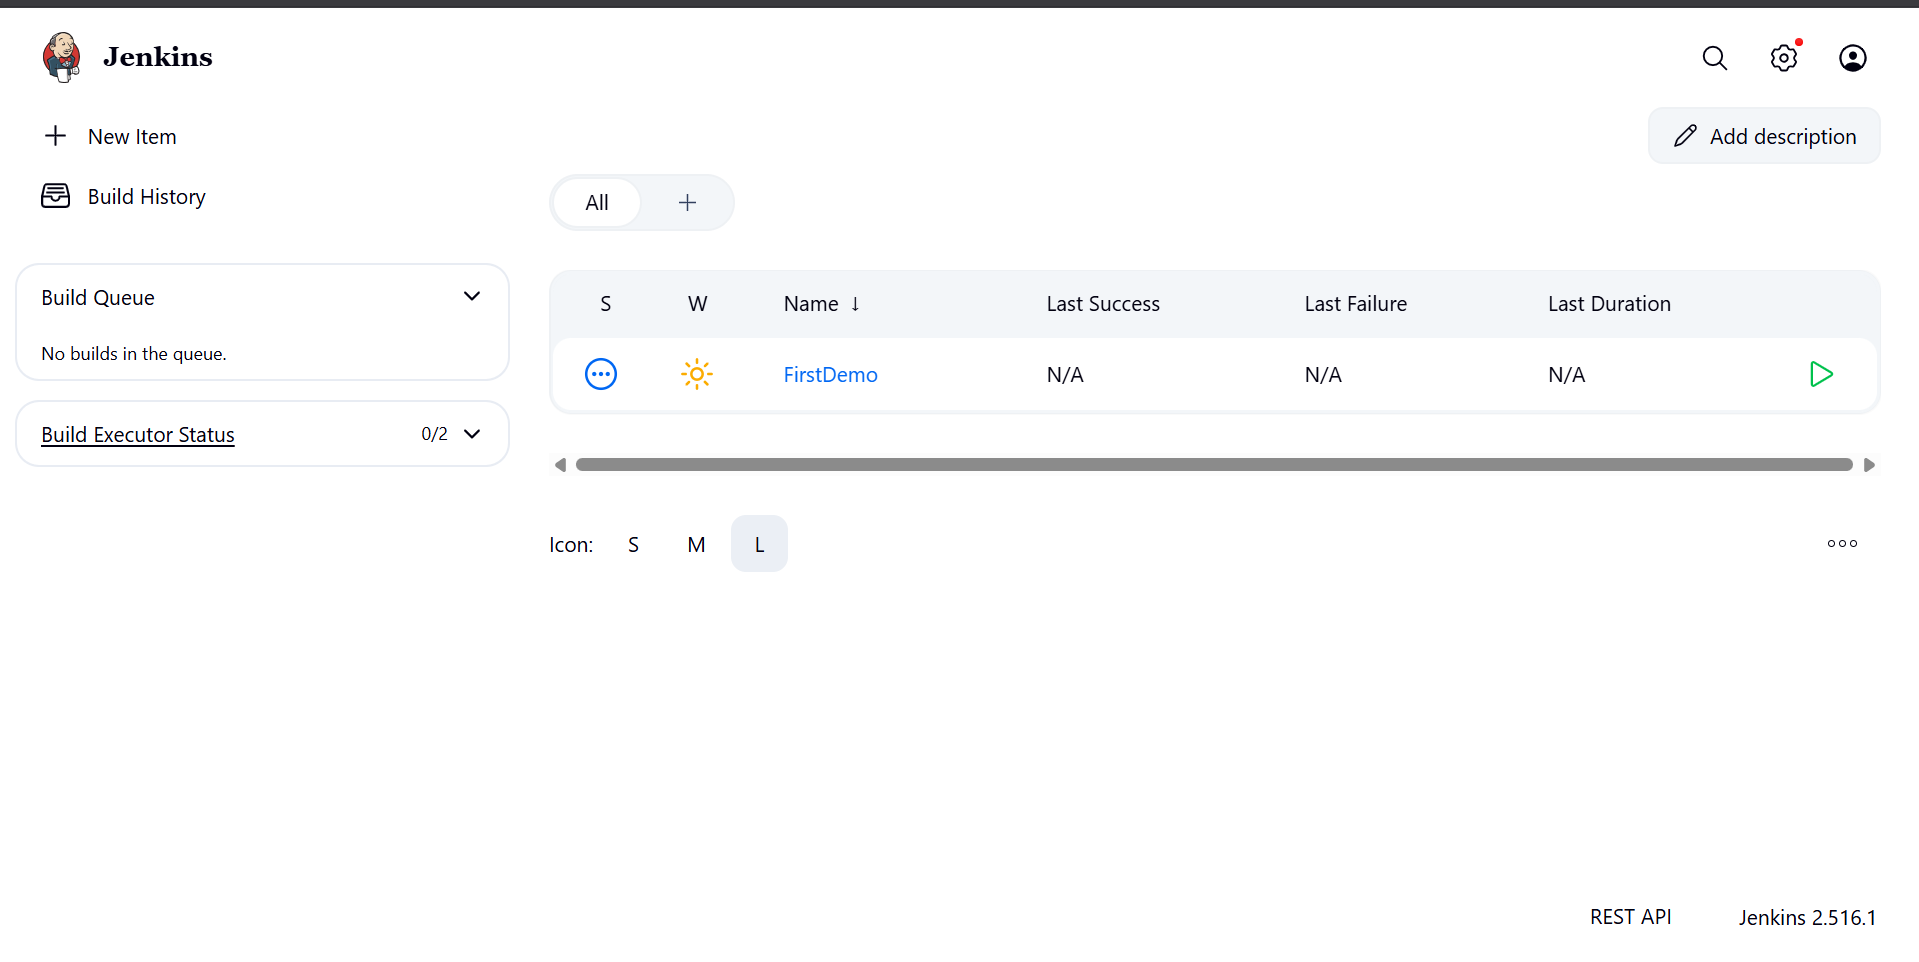 Jenkins
New Item
Add description
Build History
All
Build Queue
No builds in the queue.
Build Executor Status 0/2
S W Name ↓ Last Success Last Failure Last Duration
FirstDemo N/A N/A N/A
Icon: S M L
REST API Jenkins 2.516.1